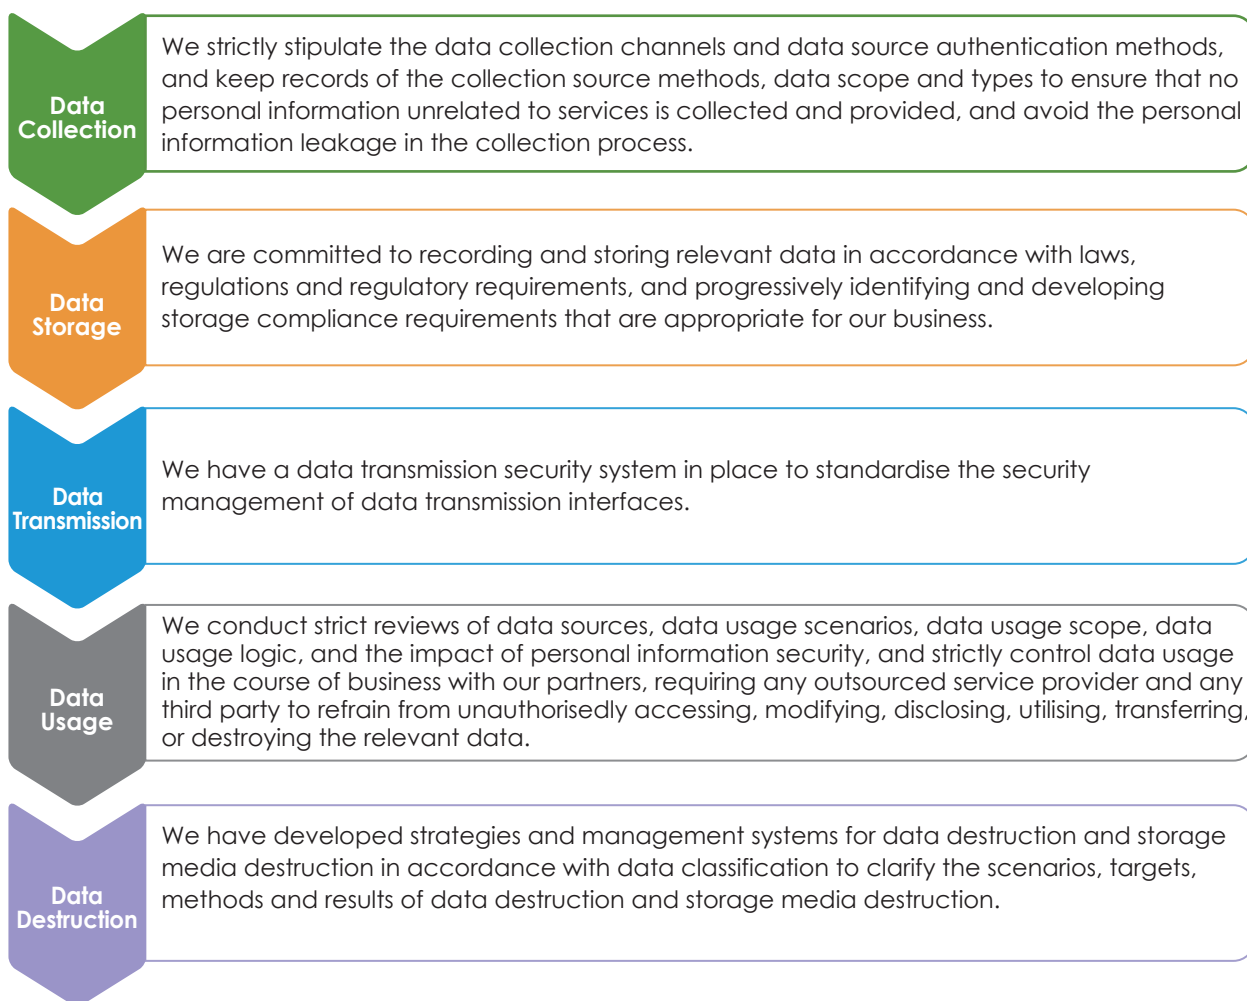 Data
Collection
We strictly stipulate the data collection channels and data source authentication methods,
and keep records of the collection source methods, data scope and types to ensure that no
personal information unrelated to services is collected and provided, and avoid the personal
information leakage in the collection process.
Data
Storage
We are committed to recording and storing relevant data in accordance with laws,
regulations and regulatory requirements, and progressively identifying and developing
storage compliance requirements that are appropriate for our business.
Data
Transmission
We have a data transmission security system in place to standardise the security
management of data transmission interfaces.
Data
Usage
We conduct strict reviews of data sources, data usage scenarios, data usage scope, data
usage logic, and the impact of personal information security, and strictly control data usage
in the course of business with our partners, requiring any outsourced service provider and any
third party to refrain from unauthorisedly accessing, modifying, disclosing, utilising, transferring,
or destroying the relevant data.
Data
Destruction
We have developed strategies and management systems for data destruction and storage
media destruction in accordance with data classification to clarify the scenarios, targets,
methods and results of data destruction and storage media destruction.